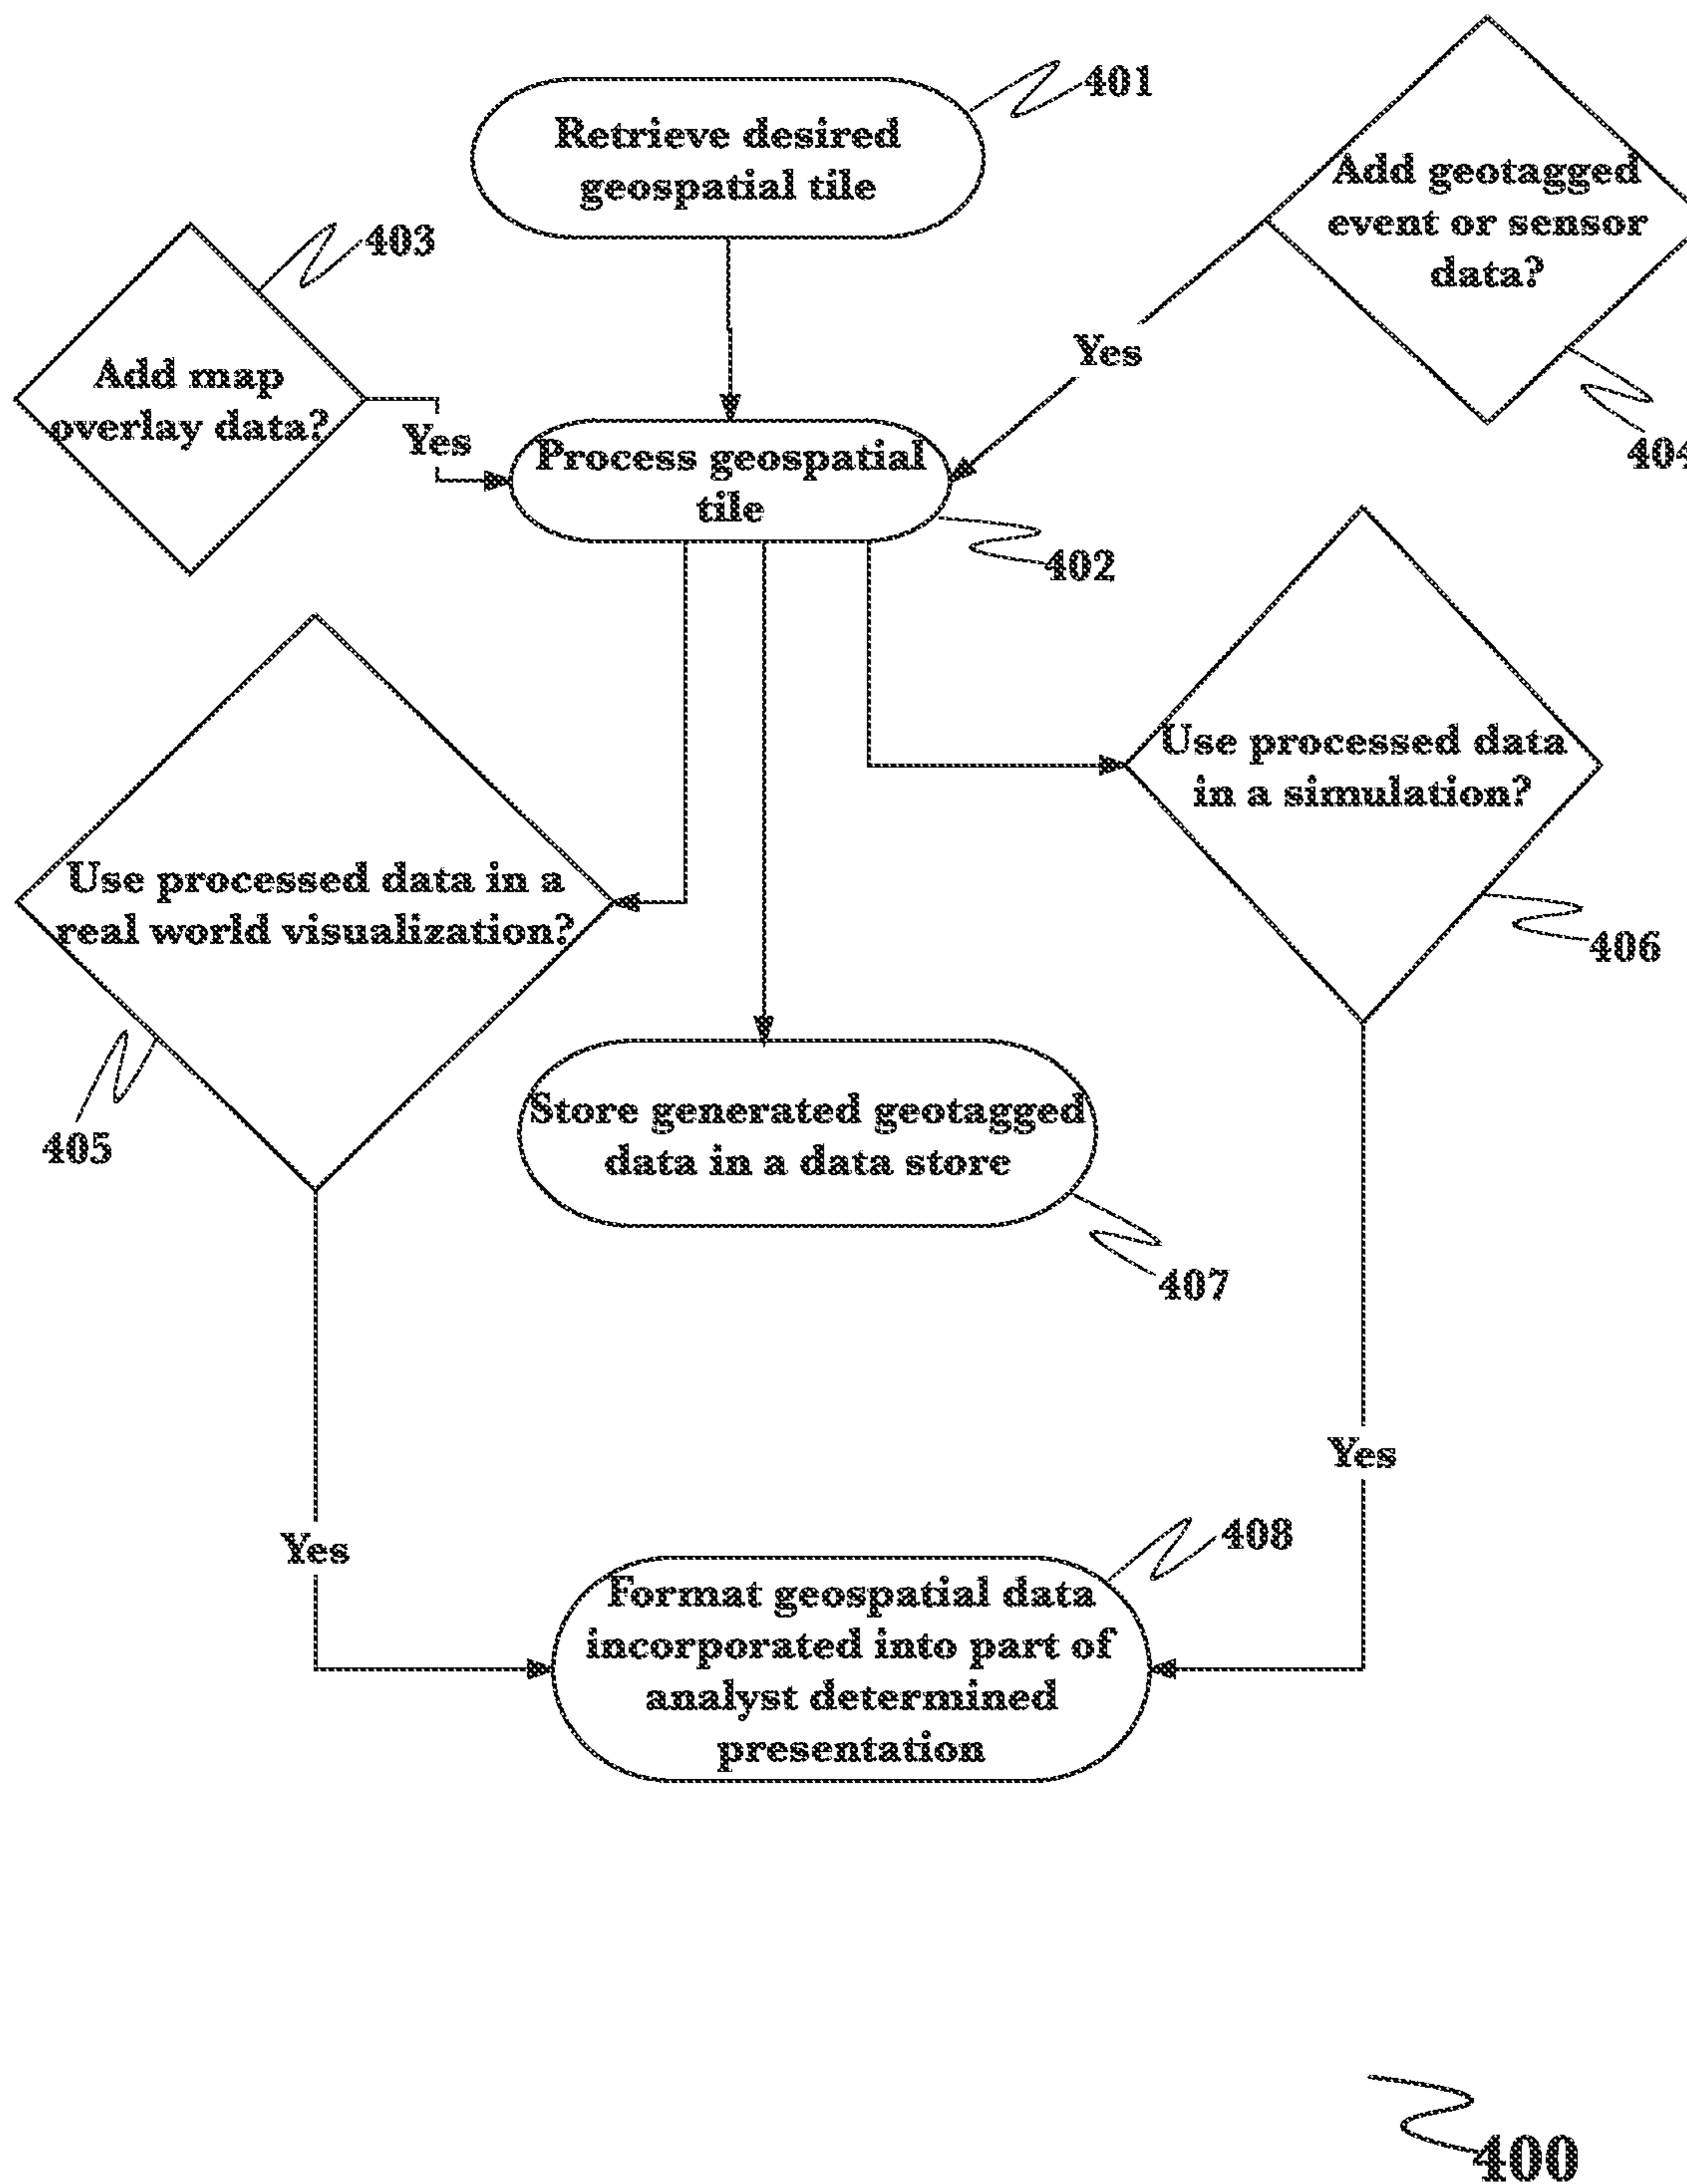 401
Retrieve desired
geospatial tile
Add geotagged
event or sensor
data?
404
403
Add map
overlay data?
Yes
Yes
Process geospatial
tile
402
Use processed data
in a simulation?
406
Use processed data in a
real world visualization?
405
Store generated geotagged
data in a data store
407
Yes
Yes
408
Format geospatial data
incorporated into part of
analyst determined
presentation
400